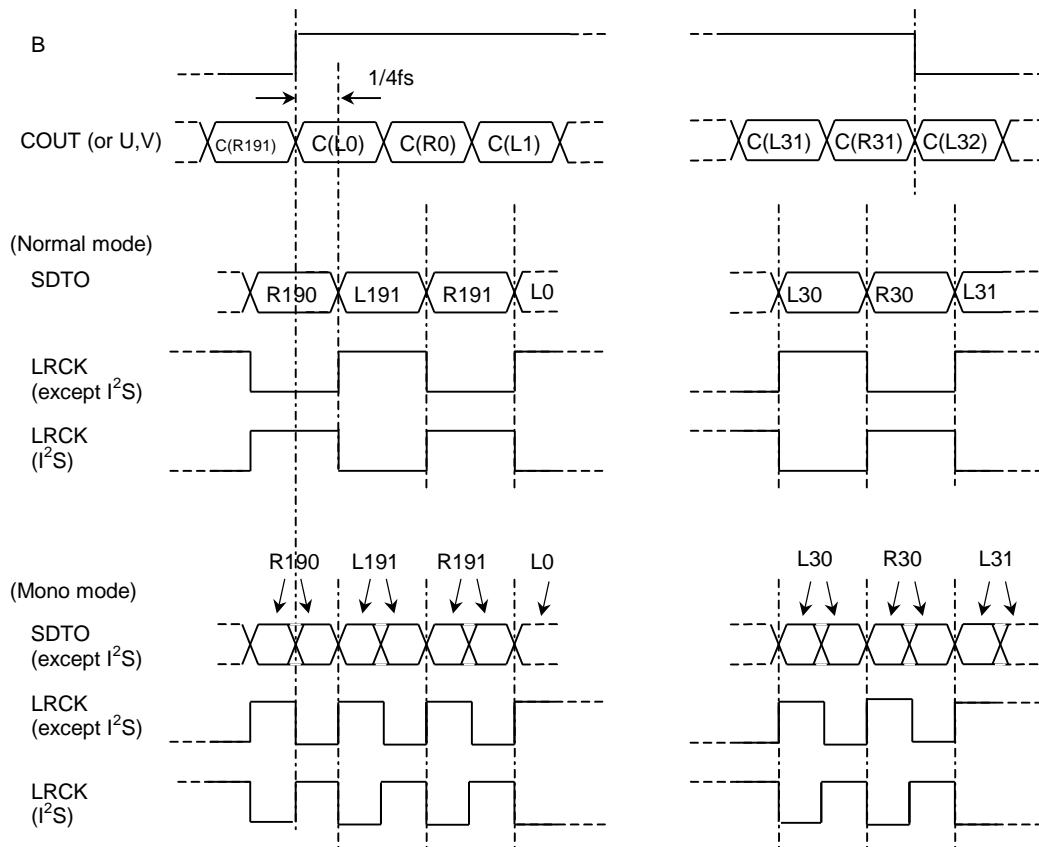 B
1/4fs
COUT (or U,V)
C(R191) C(L0) C(R0) C(L1) C(L31) C(R31) C(L32)
(Normal mode)
SDTO
R190 L191 R191 L0 L30 R30 L31
LRCK
(except I²S)
LRCK
(I²S)
R190 L191 R191 L0 L30 R30 L31
(Mono mode)
SDTO
(except I²S)
LRCK
(except I²S)
LRCK
(I²S)